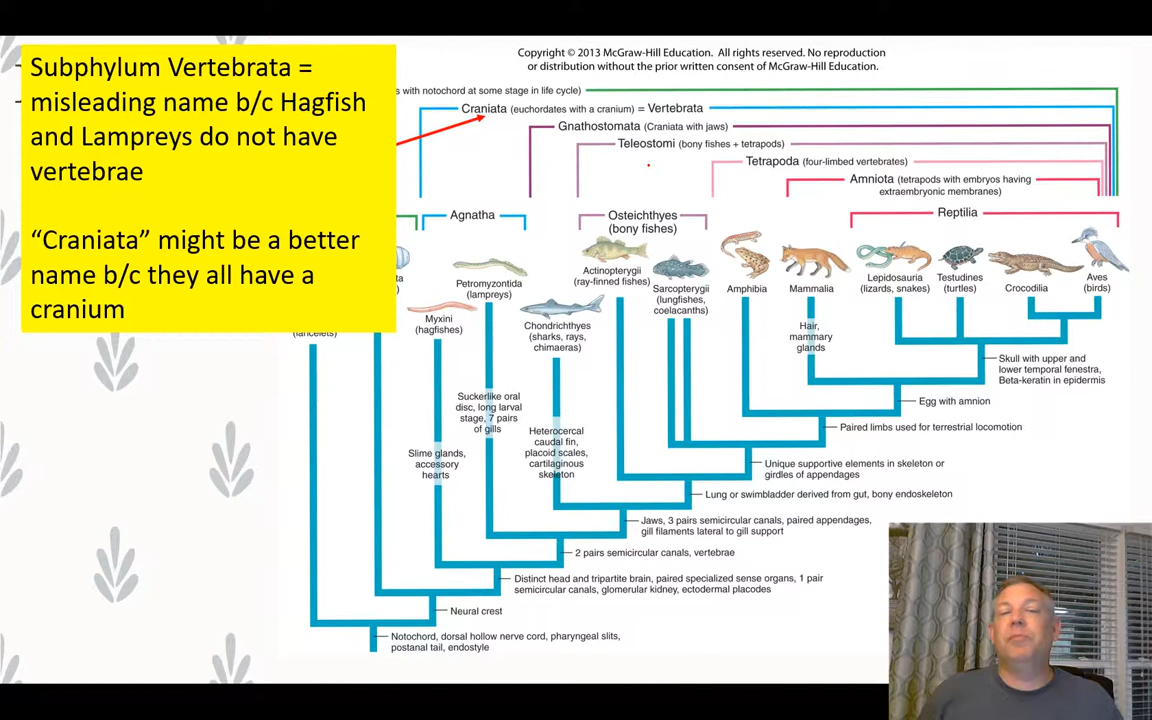 Subphylum Vertebrata =
misleading name b/c Hagfish
and Lampreys do not have
vertebrae
“Craniata” might be a better
name b/c they all have a
cranium
Copyright © 2013 McGraw-Hill Education. All rights reserved. No reproduction
or distribution without the prior written consent of McGraw-Hill Education.
s with notochord at some stage in life cycle)
Craniata (euchordates with a cranium) = Vertebrata
Gnathostomata (Craniata with jaws)
Teleostomi (bony fishes + tetrapods)
Tetrapoda (four-limbed vertebrates)
Amniota (tetrapods with embryos having
extraembryonic membranes)
Agnatha
Osteichthyes
(bony fishes)
Reptilia
ta
)
(lancelets)
Myxini
(hagfishes)
Petromyzontida
(lampreys)
Chondrichthyes
(sharks, rays,
chimaeras)
Actinopterygii
(ray-finned fishes)
Sarcopterygii
(lungfishes,
coelacanths)
Amphibia
Mammalia
Lepidosauria
(lizards, snakes)
Testudines
(turtles)
Crocodilia
Aves
(birds)
Hair,
mammary
glands
Skull with upper and
lower temporal fenestra,
Beta-keratin in epidermis
Egg with amnion
Suckerlike oral
disc, long larval
stage, 7 pairs
of gills
Heterocercal
caudal fin,
placoid scales,
cartilaginous
skeleton
Paired limbs used for terrestrial locomotion
Slime glands,
accessory
hearts
Unique supportive elements in skeleton or
girdles of appendages
Lung or swimbladder derived from gut, bony endoskeleton
Jaws, 3 pairs semicircular canals, paired appendages,
gill filaments lateral to gill support
2 pairs semicircular canals, vertebrae
Distinct head and tripartite brain, paired specialized sense organs, 1 pair
semicircular canals, glomerular kidney, ectodermal placodes
Neural crest
Notochord, dorsal hollow nerve cord, pharyngeal slits,
postanal tail, endostyle